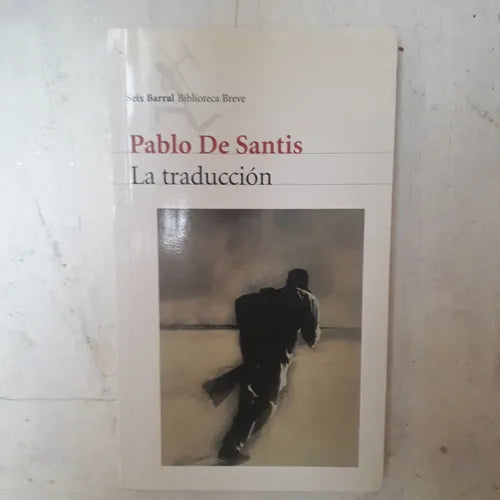 Seix Barral Biblioteca Breve
Pablo De Santis
La traducción